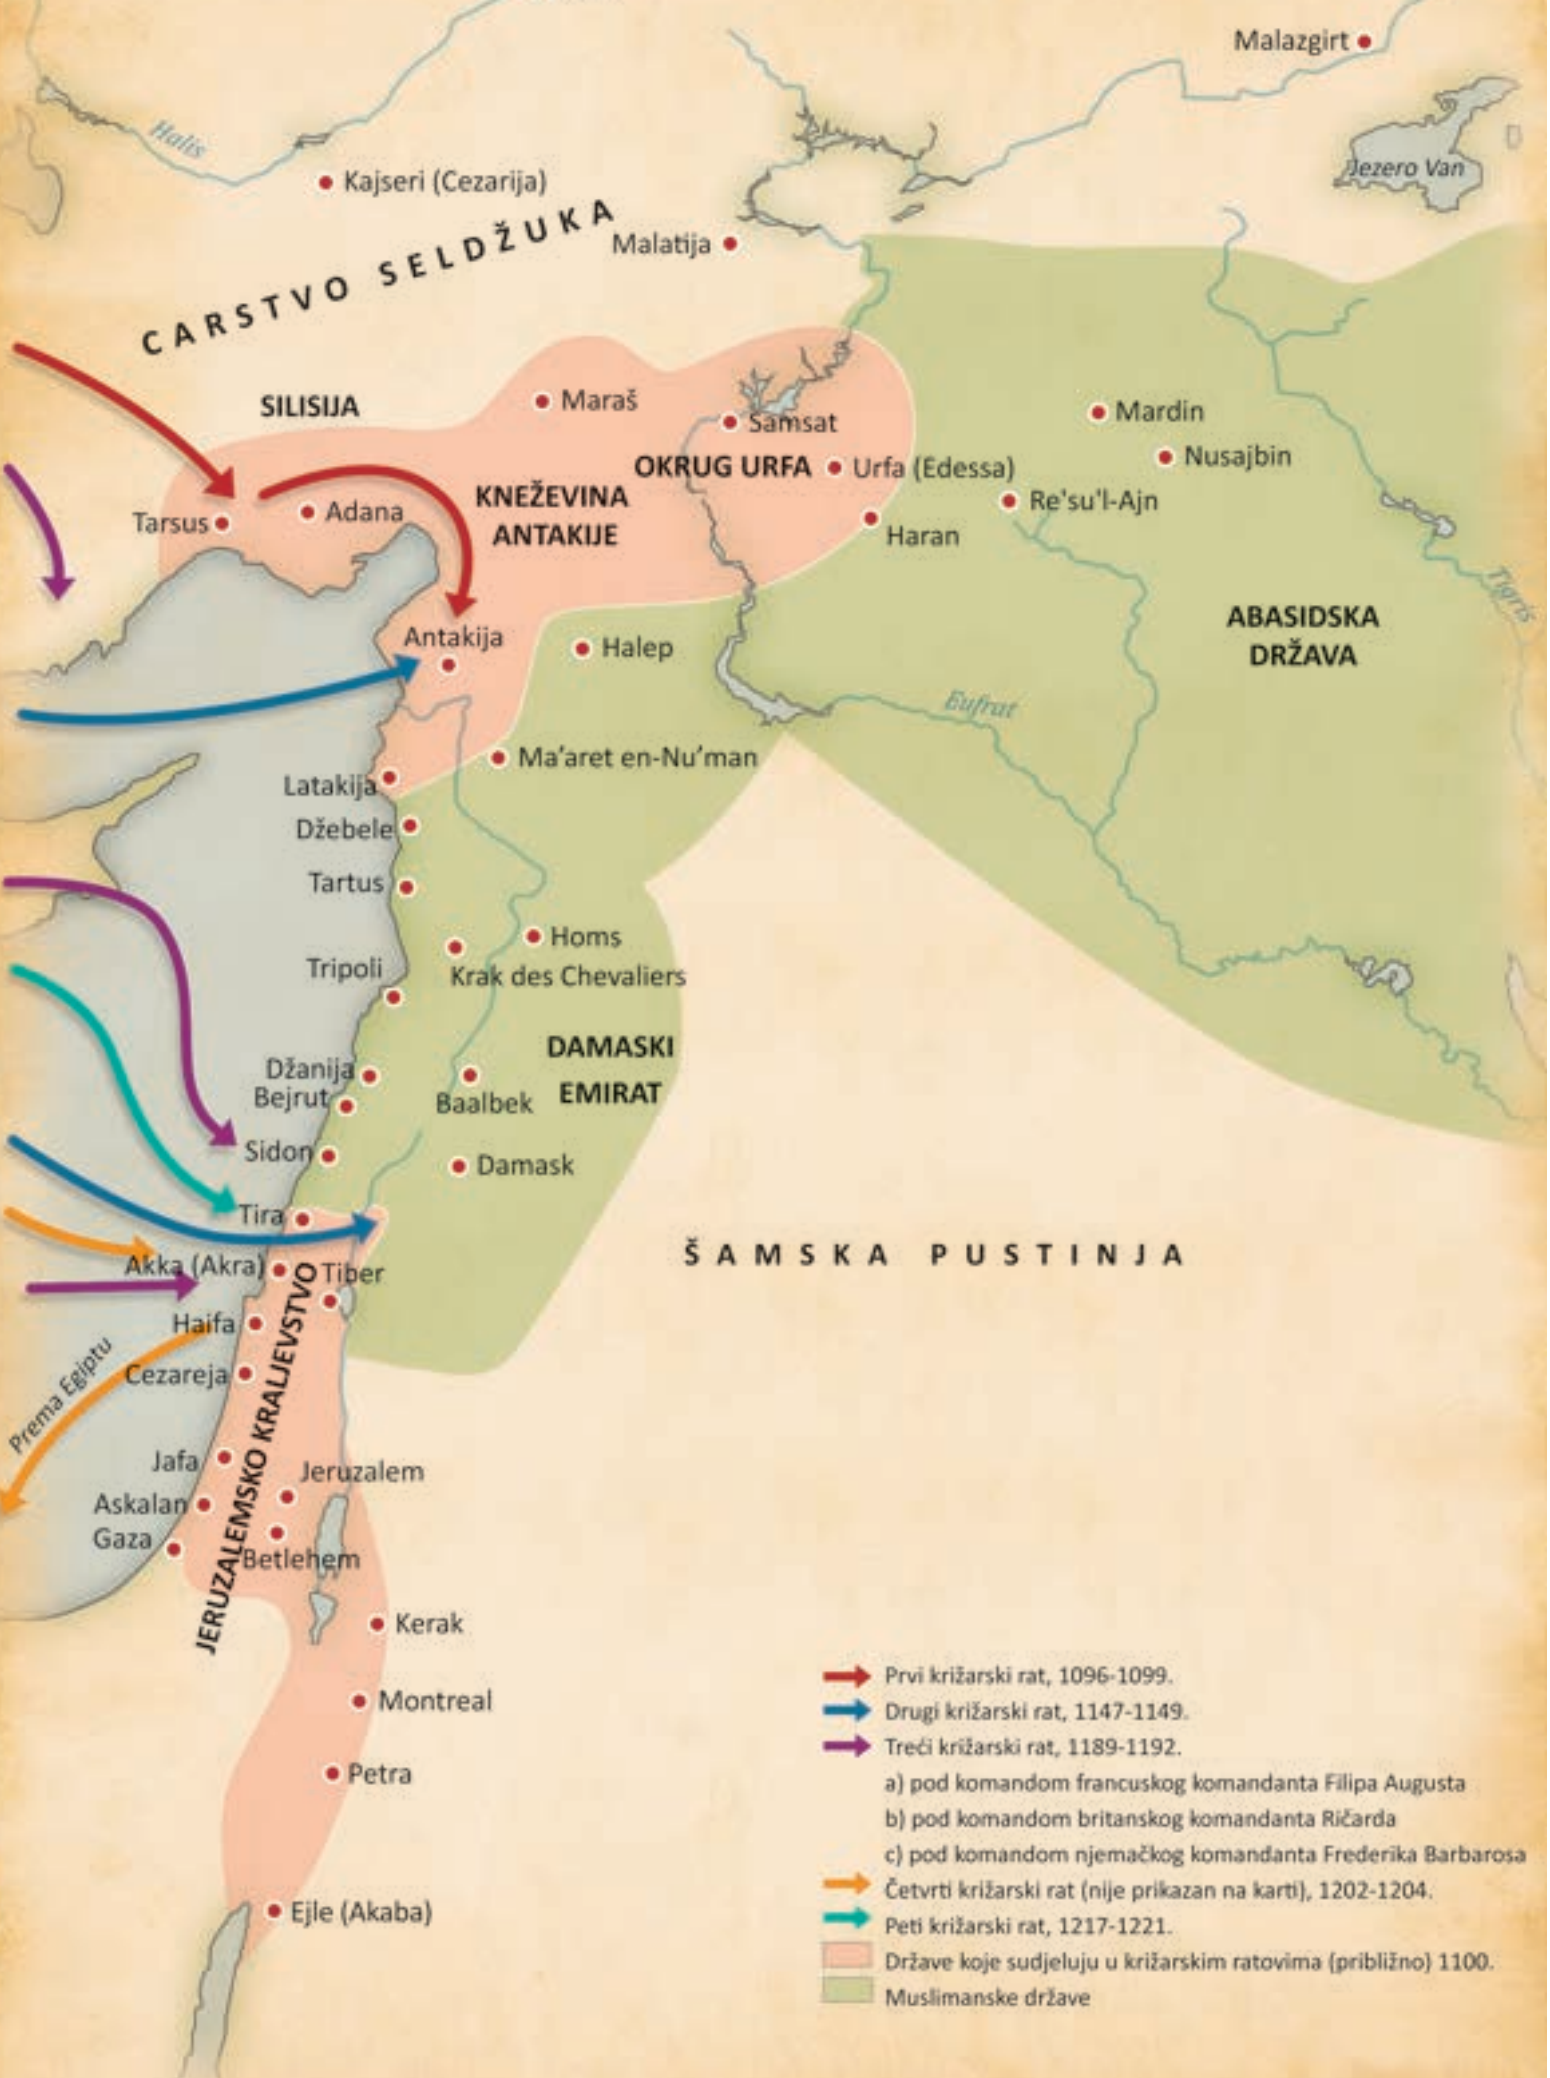 Malazgirt
Halis
Jezero Van
Kajseri (Cezarija)
CARSTVO SELDŽUKA
Malatija
SILISIJA
Maraš
Samsat
Mardin
OKRUG URFA
Urfa (Edessa)
Nusajbin
KNEŽEVINA
ANTAKIJE
Re'su'l-Ajn
Tarsus
Adana
Haran
Tigris
ABASIDSKA
DRŽAVA
Antakija
Halep
Eufrat
Ma’aret en-Nu’man
Latakija
Džebele
Tartus
Homs
Tripoli
Krak des Chevaliers
DAMASKI
EMIRAT
Džanija
Bejrut
Baalbek
Sidon
Damask
Tira
ŠAMSKA PUSTINJA
Akka (Akra)
Tiber
Haifa
Prema Egiptu
Cezareja
JERUZALEMSKO KRALJEVSTVO
Jafa
Jeruzalem
Askalan
Gaza
Betlehem
Kerak
Montreal
Petra
Ejle (Akaba)
Prvi križarski rat, 1096-1099.
Drugi križarski rat, 1147-1149.
Treći križarski rat, 1189-1192.
a) pod komandom francuskog komandanta Filipa Augusta
b) pod komandom britanskog komandanta Ričarda
c) pod komandom njemačkog komandanta Frederika Barbarosa
Četvrti križarski rat (nije prikazan na karti), 1202-1204.
Peti križarski rat, 1217-1221.
Države koje sudjeluju u križarskim ratovima (približno) 1100.
Muslimanske države